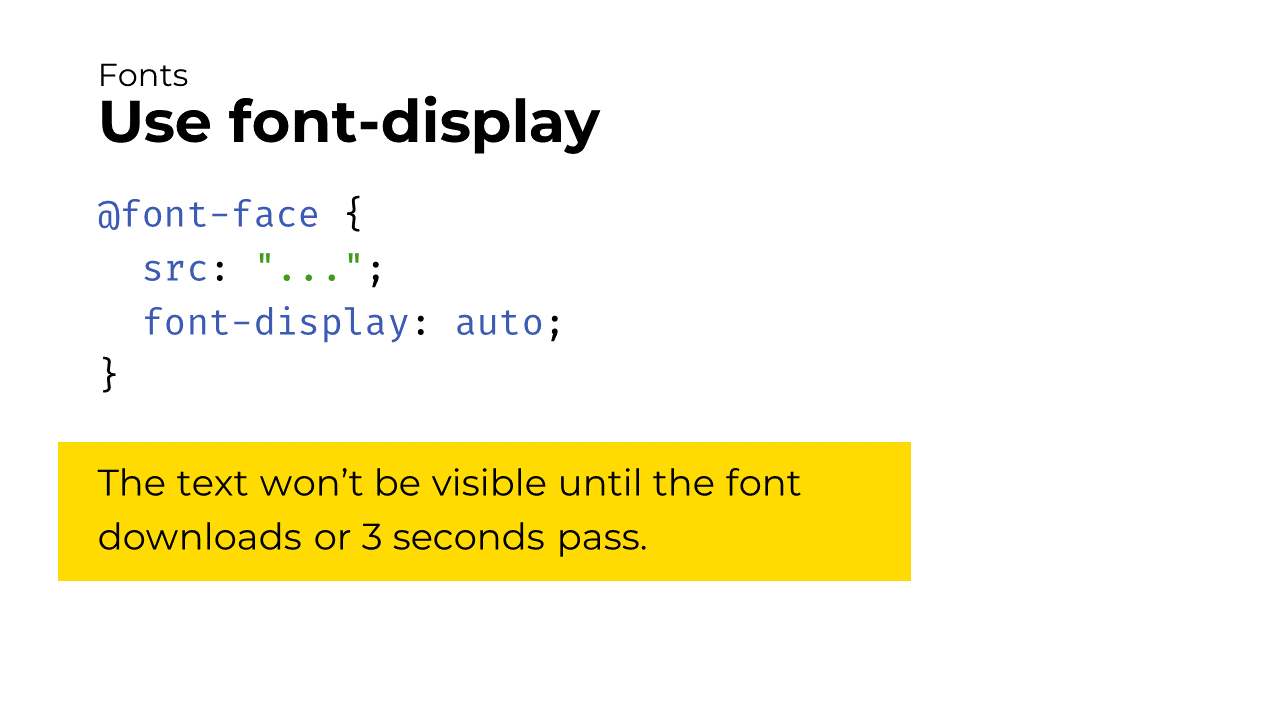 Fonts
Use font-display
@font-face {
  src: "...";
  font-display: auto;
}
The text won’t be visible until the font
downloads or 3 seconds pass.